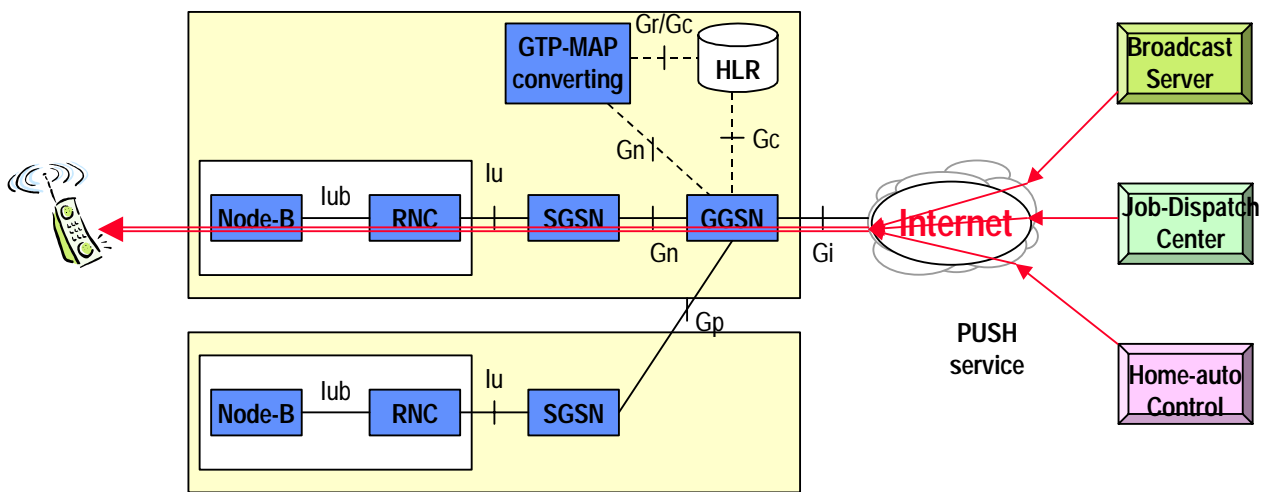 Gr/Gc
GTP-MAP
converting
HLR
Broadcast
Server
Gn
Gc
Iu
Iub
Node-B
RNC
SGSN
GGSN
Internet
Job-Dispatch
Center
Gn
Gi
Gp
PUSH
service
Iub
Iu
Node-B
RNC
SGSN
Home-auto
Control